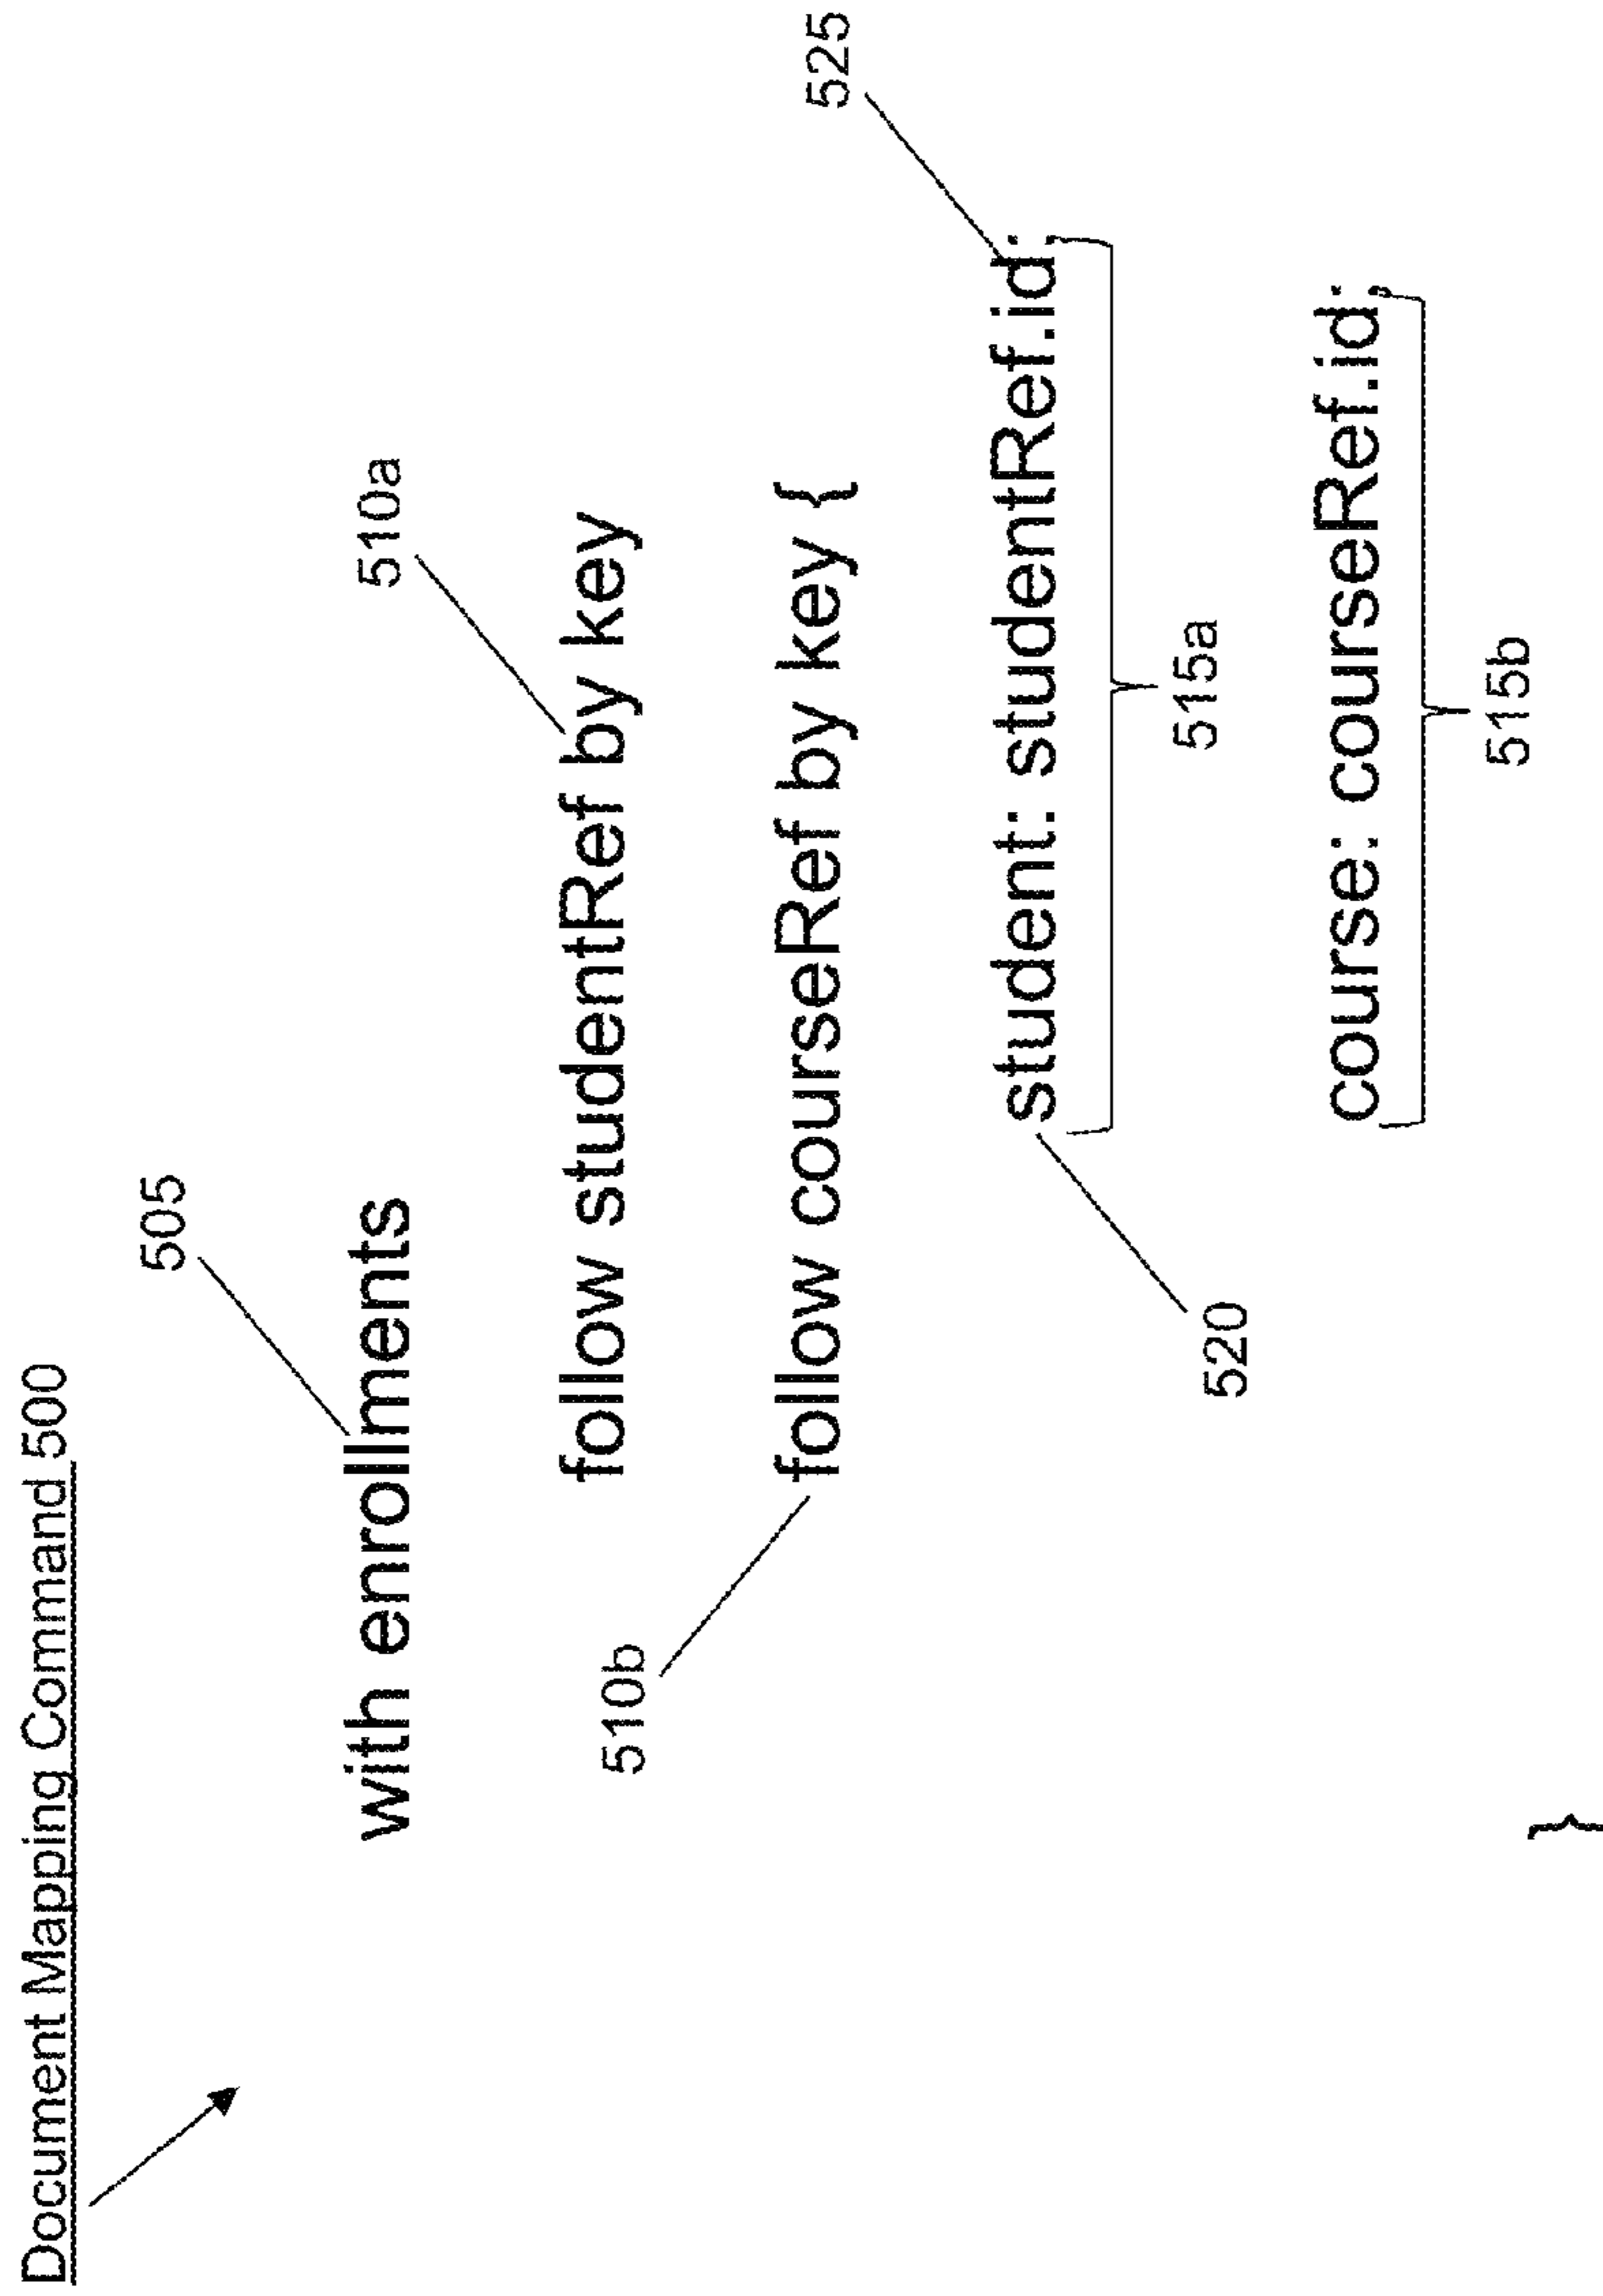 Document Mapping Command 500
505
with enrollments
510a
follow studentRef by key
510b
follow courseRef by key {
525
student: studentRef.id;
520
515a
course: courseRef.id;
515b
}